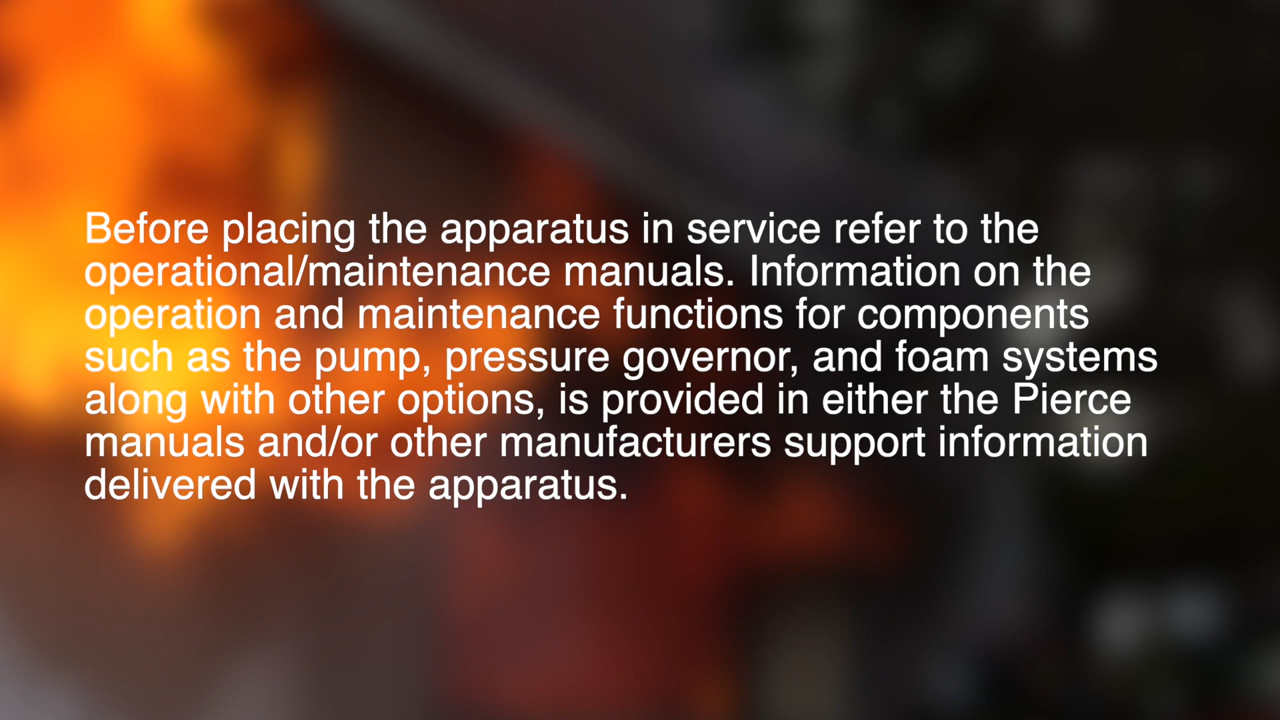 Before placing the apparatus in service refer to the
operational/maintenance manuals. Information on the
operation and maintenance functions for components
such as the pump, pressure governor, and foam systems
along with other options, is provided in either the Pierce
manuals and/or other manufacturers support information
delivered with the apparatus.